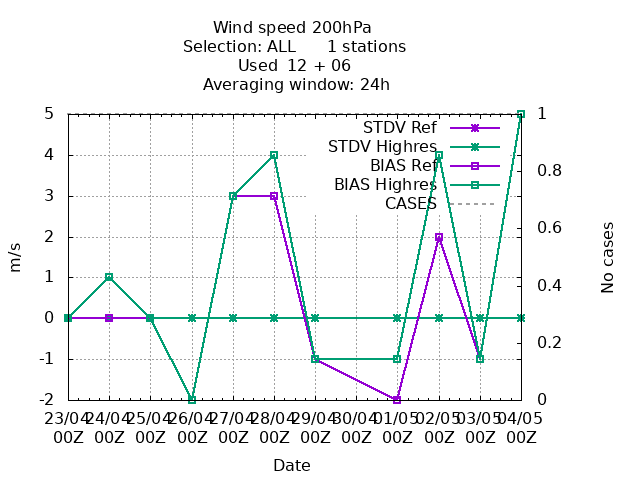 Wind speed 200hPa
Selection: ALL 1 stations
Used 12 + 06
Averaging window: 24h
5
4
3
2
1
0
-1
-2
m/s
1
0.8
0.6
0.4
0.2
0
No cases
STDV Ref
STDV Highres
BIAS Ref
BIAS Highres
CASES
23/04 24/04 25/04 26/04 27/04 28/04 29/04 30/04 01/05 02/05 03/05 04/05
00Z 00Z 00Z 00Z 00Z 00Z 00Z 00Z 00Z 00Z 00Z 00Z
Date